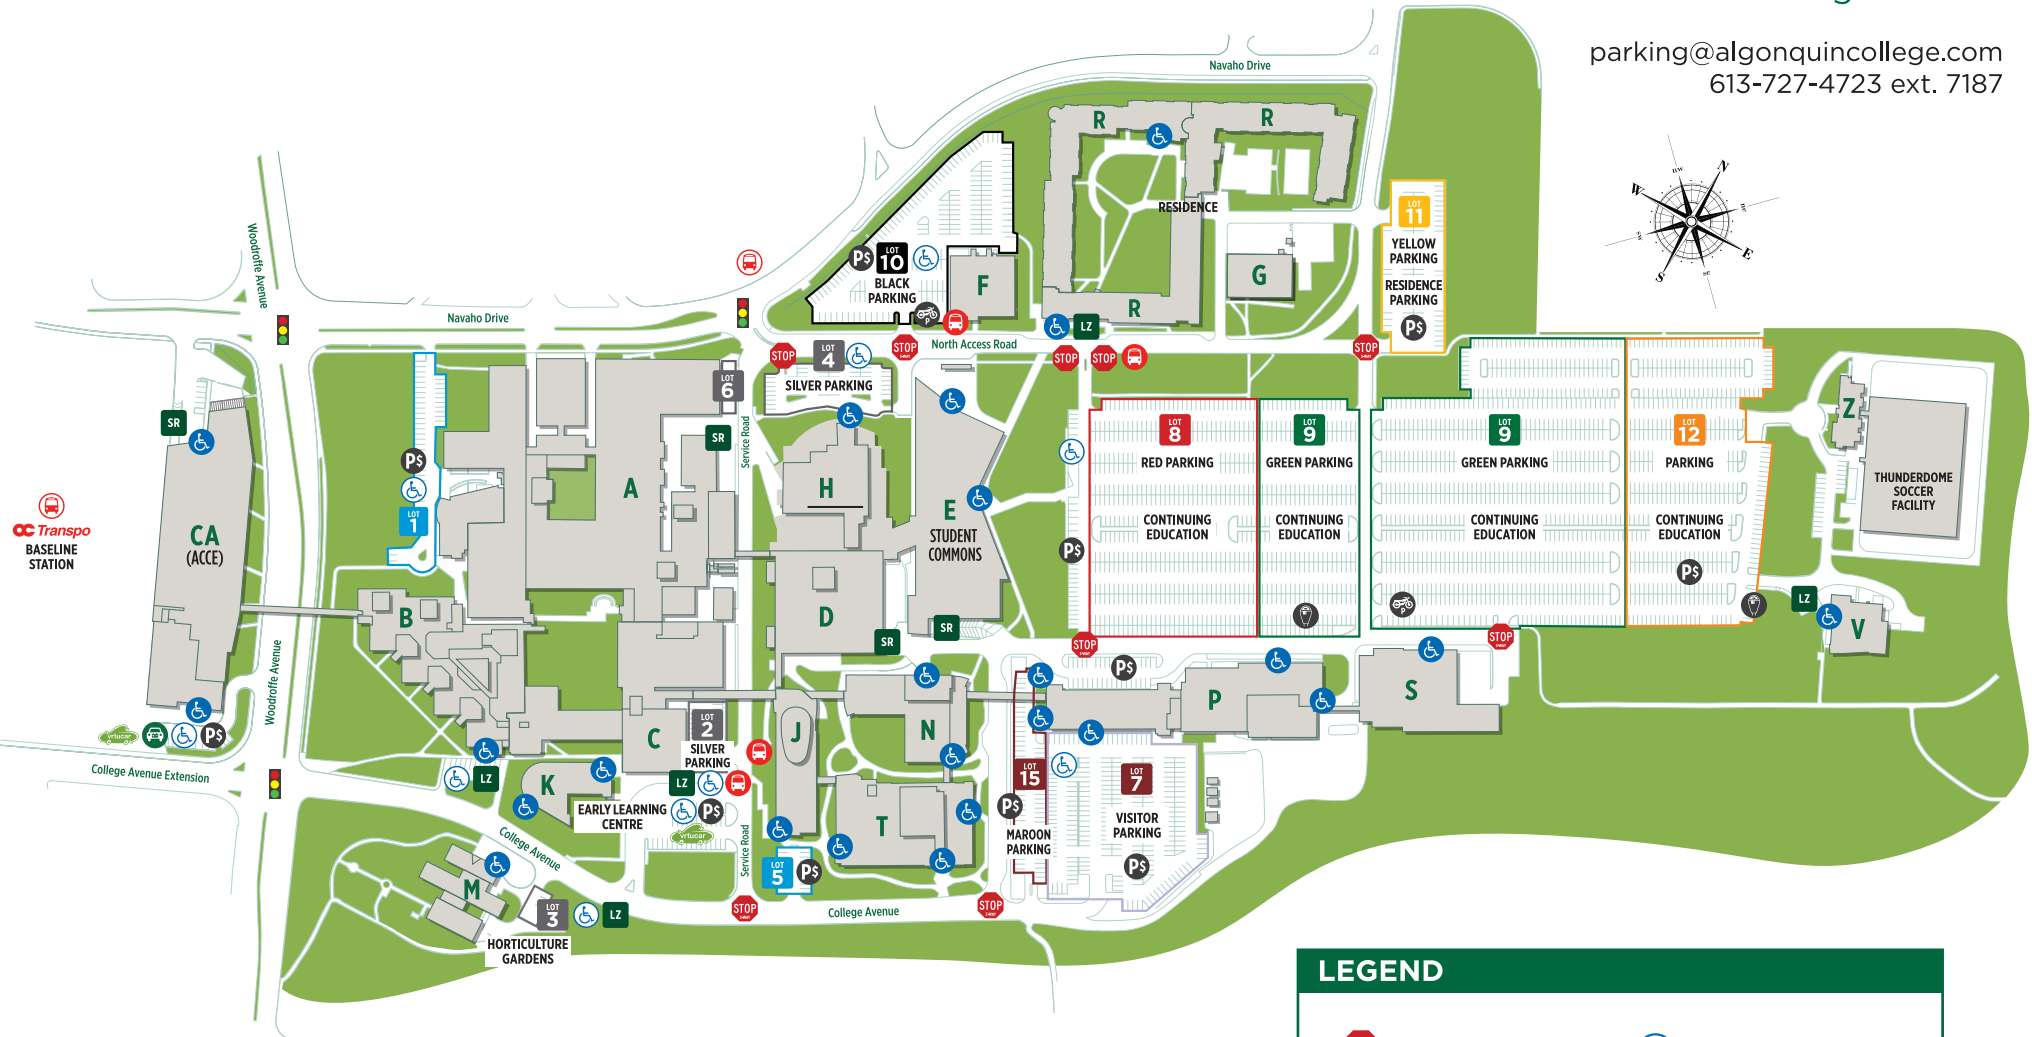 parking@algonquincollege.com
613-727-4723 ext. 7187
Navaho Drive
R
R
RESIDENCE
N
W
E
S
LOT
11
YELLOW
PARKING
RESIDENCE
PARKING
P$
Woodroffe Avenue
P$
LOT
10
BLACK
PARKING
F
G
R
P
LZ
Navaho Drive
North Access Road
STOP
STOP
STOP
STOP
STOP
LOT
4
SILVER PARKING
LOT
6
SR
SR
Service Road
LOT
8
RED PARKING
CONTINUING
EDUCATION
LOT
9
GREEN PARKING
CONTINUING
EDUCATION
LOT
9
GREEN PARKING
CONTINUING
EDUCATION
LOT
12
PARKING
CONTINUING
EDUCATION
P$
Z
THUNDERDOME
SOCCER
FACILITY
P$
LOT
1
A
H
E
STUDENT
COMMONS
P$
OC Transpo
BASELINE
STATION
CA
(ACCE)
B
D
SR
SR
P
LZ
V
STOP
STOP
P$
Woodroffe Avenue
P
S
J
N
C
LOT
2
SILVER
PARKING
vrtucar
P$
College Avenue Extension
LZ
K
LZ
EARLY LEARNING
CENTRE
P$
vrtucar
T
LOT
15
P$
MAROON
PARKING
LOT
7
VISITOR
PARKING
P$
College Avenue
Service Road
LOT
5
P$
M
LOT
3
LZ
STOP
College Avenue
STOP
HORTICULTURE
GARDENS
LEGEND